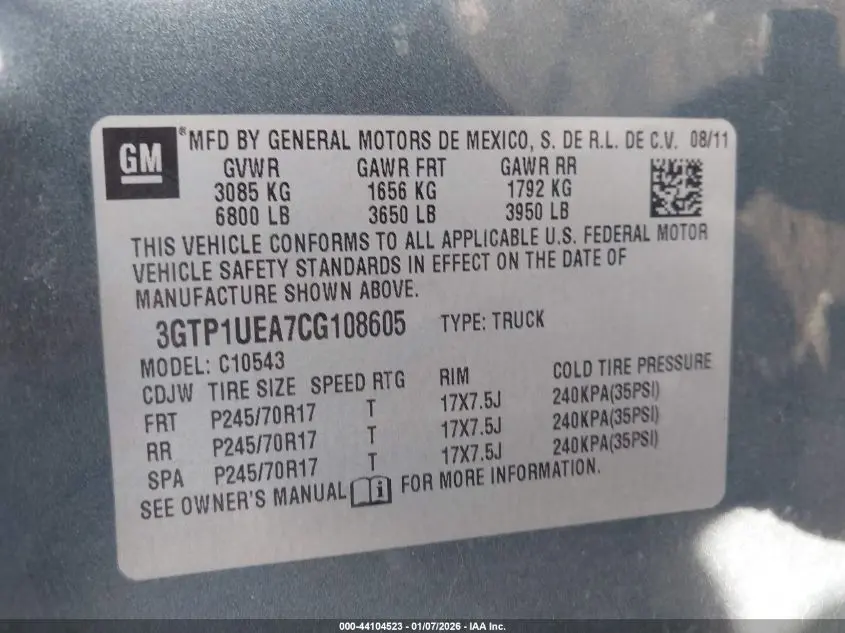 GM ® MFD BY GENERAL MOTORS DE MEXICO, S. DE R.L. DE C.V. 08/11
GVWR GAWR FRT GAWR RR
3085 KG 1656 KG 1792 KG
6800 LB 3650 LB 3950 LB
THIS VEHICLE CONFORMS TO ALL APPLICABLE U.S. FEDERAL MOTOR
VEHICLE SAFETY STANDARDS IN EFFECT ON THE DATE OF
MANUFACTURE SHOWN ABOVE.
3GTP1UEA7CG108605 TYPE: TRUCK
MODEL: C10543
CDJW TIRE SIZE SPEED RTG RIM COLD TIRE PRESSURE
FRT P245/70R17 T 17X7.5J 240KPA(35PSI)
RR P245/70R17 T 17X7.5J 240KPA(35PSI)
SPA P245/70R17 T 17X7.5J 240KPA(35PSI)
SEE OWNER'S MANUAL i FOR MORE INFORMATION.
000-44104523 - 01/07/2026 - IAA Inc.